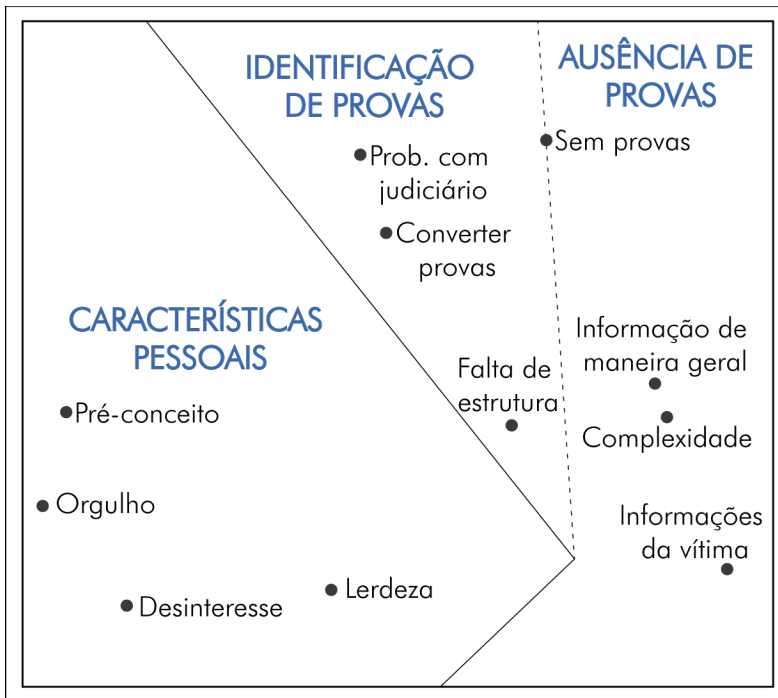 IDENTIFICAÇÃO
DE PROVAS
AUSÊNCIA DE
PROVAS
Prob. com
judiciário
Sem provas
Converter
provas
CARACTERÍSTICAS
PESSOAIS
Informação de
maneira geral
Falta de
estrutura
Pré-conceito
Complexidade
Orgulho
Informações
da vítima
Desinteresse
Lerdeza